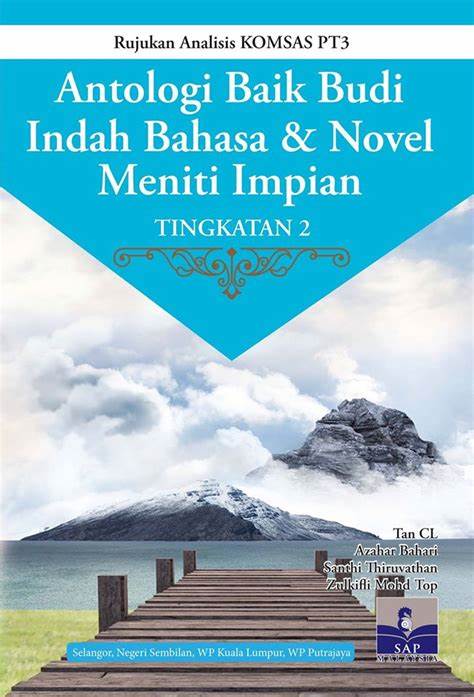 Rujukan Analisis KOMSAS PT3
Antologi Baik Budi
Indah Bahasa & Novel
Meniti Impian
TINGKATAN 2
Tan CL
Azahar Bahari
Santhi Thiruvathan
Zulkifli Mohd Top
SAP
MALAYSIA
Selangor, Negeri Sembilan, WP Kuala Lumpur, WP Putrajaya